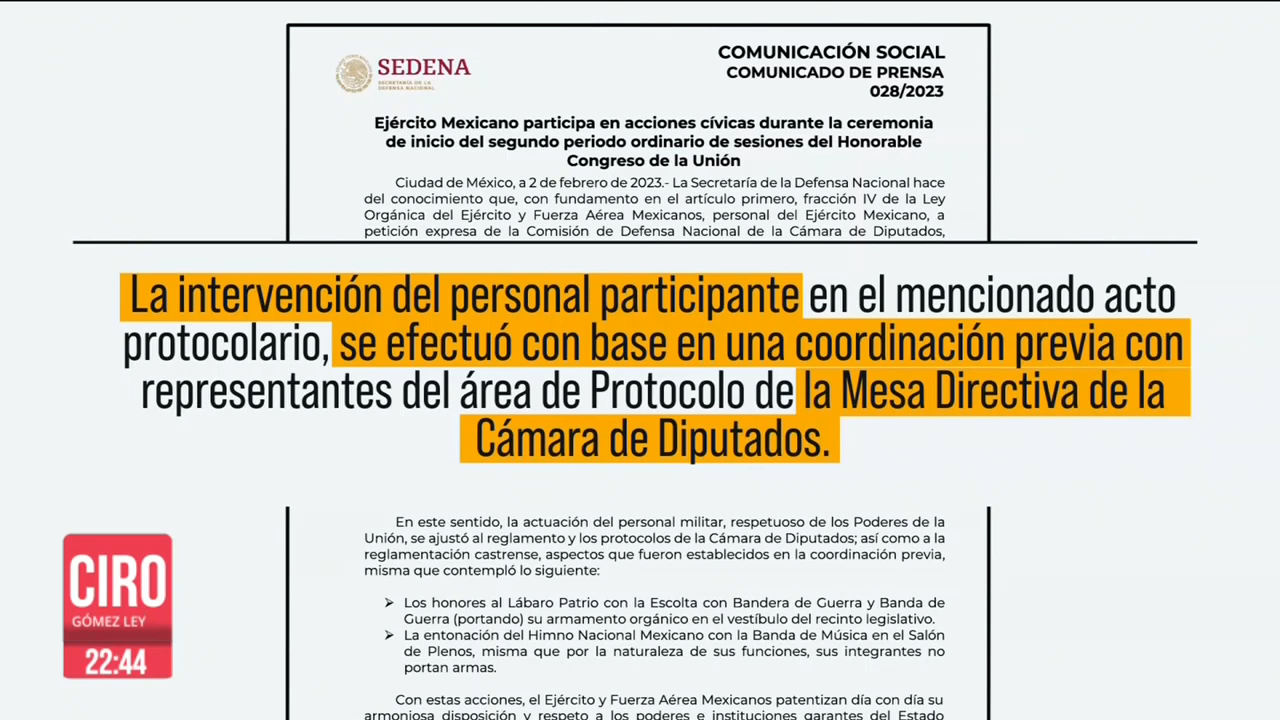 SEDENA
SECRETARÍA DE LA
DEFENSA NACIONAL
COMUNICACIÓN SOCIAL
COMUNICADO DE PRENSA
028/2023
Ejército Mexicano participa en acciones cívicas durante la ceremonia
de inicio del segundo periodo ordinario de sesiones del Honorable
Congreso de la Unión
Ciudad de México, a 2 de febrero de 2023.- La Secretaría de la Defensa Nacional hace
del conocimiento que, con fundamento en el artículo primero, fracción IV de la Ley
Orgánica del Ejército y Fuerza Aérea Mexicanos, personal del Ejército Mexicano, a
petición expresa de la Comisión de Defensa Nacional de la Cámara de Diputados,
La intervención del personal participante en el mencionado acto
protocolario, se efectuó con base en una coordinación previa con
representantes del área de Protocolo de la Mesa Directiva de la
Cámara de Diputados.
En este sentido, la actuación del personal militar, respetuoso de los Poderes de la
Unión, se ajustó al reglamento y los protocolos de la Cámara de Diputados; así como a la
reglamentación castrense, aspectos que fueron establecidos en la coordinación previa,
misma que contempló lo siguiente:
➢ Los honores al Lábaro Patrio con la Escolta con Bandera de Guerra y Banda de
Guerra (portando) su armamento orgánico en el vestíbulo del recinto legislativo.
➢ La entonación del Himno Nacional Mexicano con la Banda de Música en el Salón
de Plenos, misma que por la naturaleza de sus funciones, sus integrantes no
portan armas.
Con estas acciones, el Ejército y Fuerza Aérea Mexicanos patentizan día con día su
armoniosa disposición y respeto a los poderes e instituciones garantes del Estado
CIRO
GÓMEZ LEY
22:44